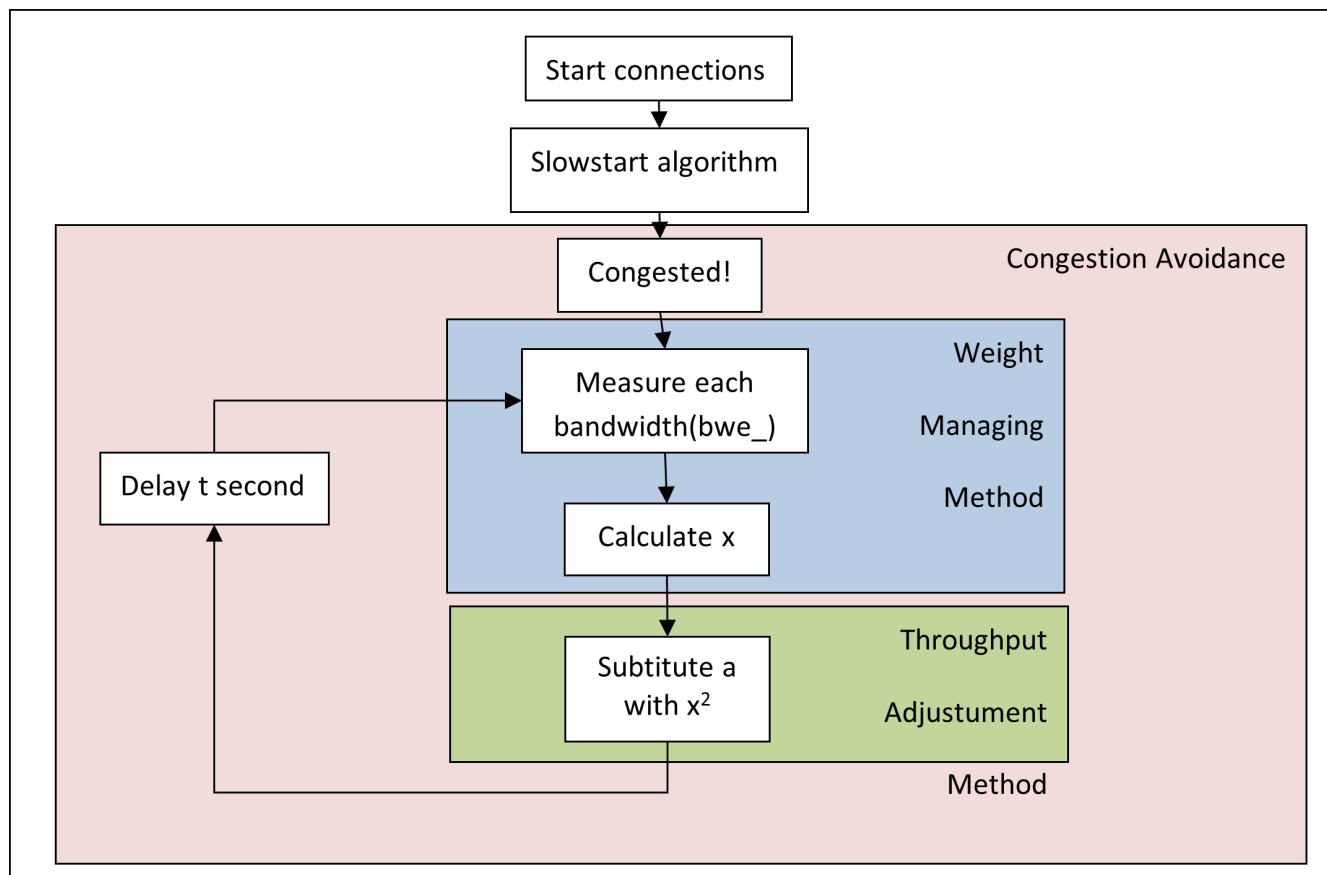 Start connections
Slowstart algorithm
Congested!
Congestion Avoidance
Measure each
bandwidth(bwe_)
Weight
Managing
Method
Delay t second
Calculate x
Subtitute a
with x²
Throughput
Adjustument
Method